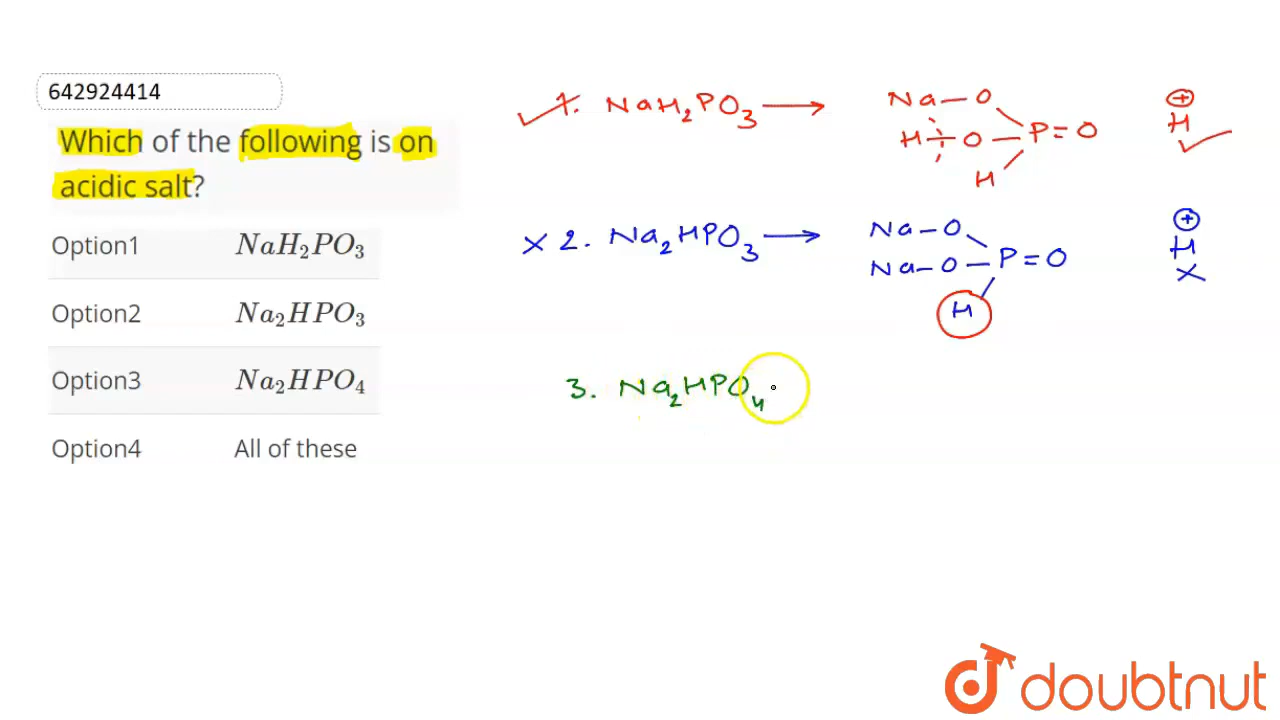 642924414
Which of the following is on
acidic salt?
Option1 NaH₂PO₃
Option2 Na₂HPO₃
Option3 Na₂HPO₄
Option4 All of these
✓ 1. NaH₂PO₃ → Na–O
H–O–P=O
H
⊕
H
✓
× 2. Na₂HPO₃ → Na–O
Na–O–P=O
H
⊕
H
×
3. Na₂HPO₄
doubtnut